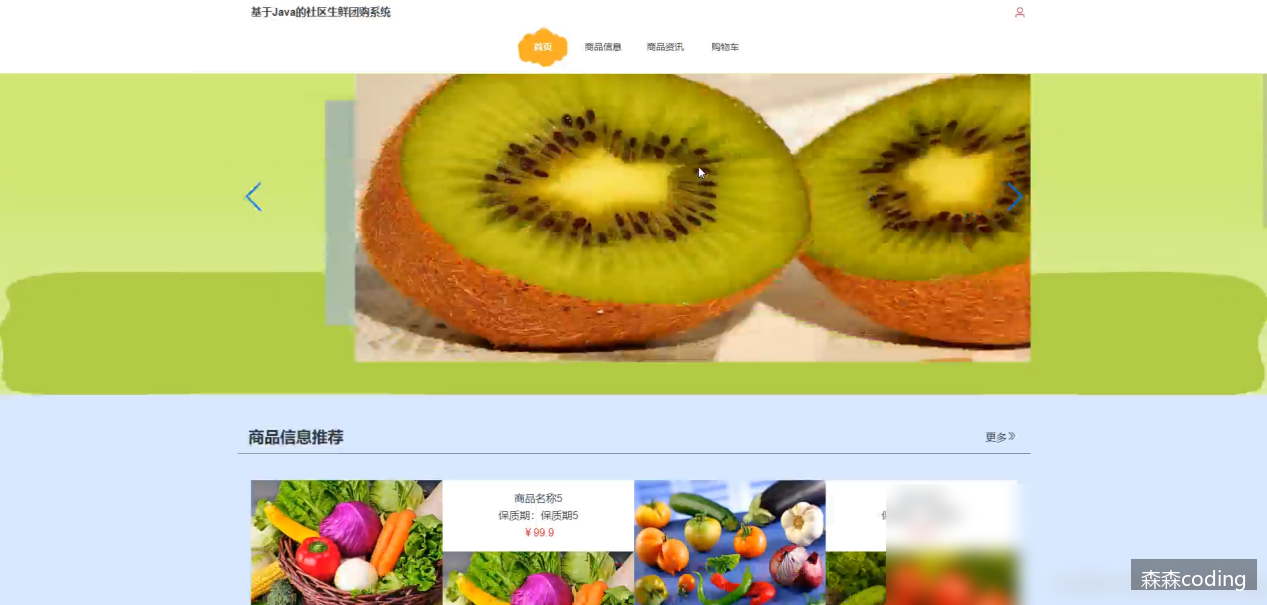 基于Java的社区生鲜团购系统
首页
商品信息
商品资讯
购物车
商品信息推荐
更多
商品名称5
保质期：保质期5
￥99.9
森森coding